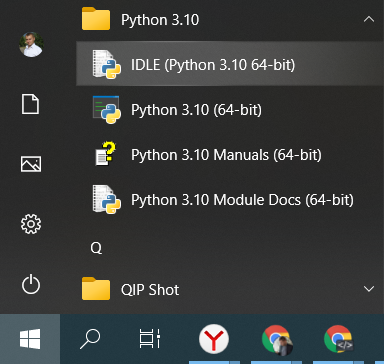 Python 3.10
IDLE (Python 3.10 64-bit)
Python 3.10 (64-bit)
Python 3.10 Manuals (64-bit)
Python 3.10 Module Docs (64-bit)
Q
QIP Shot